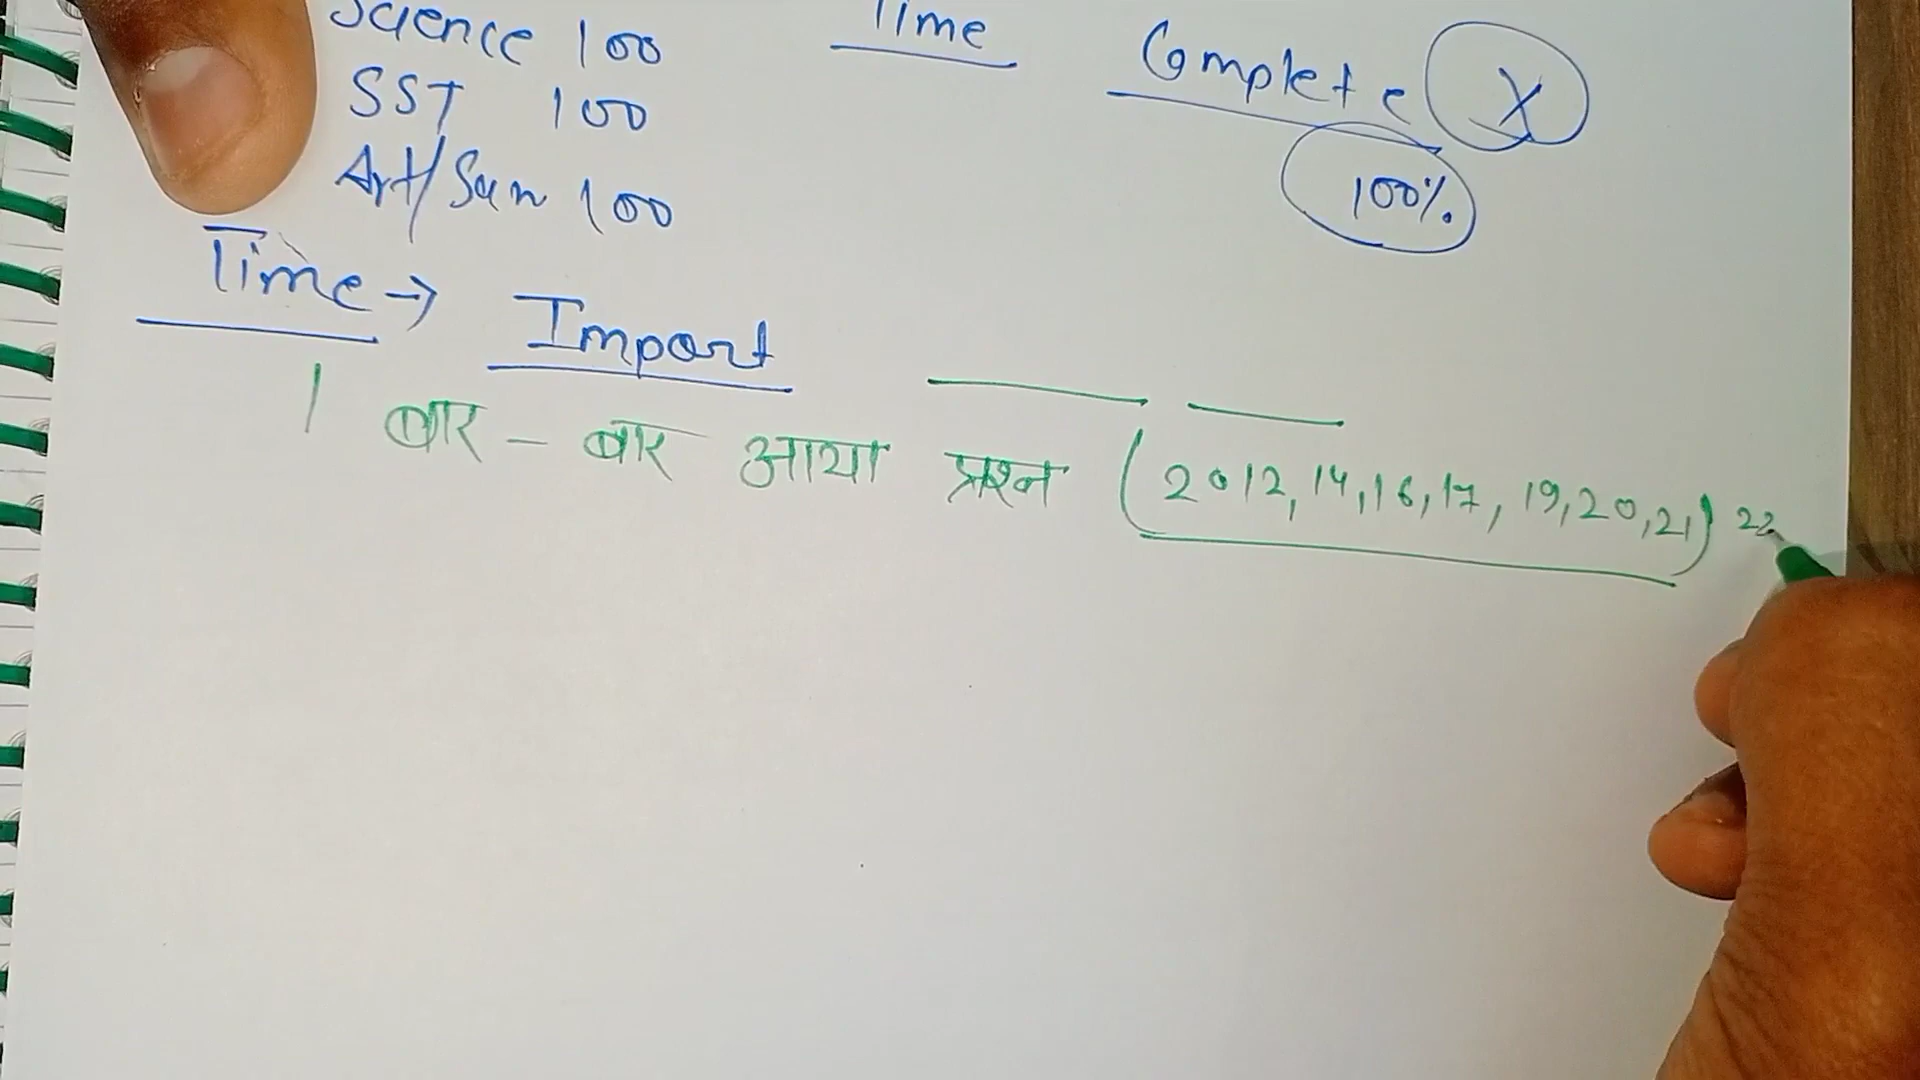 Science 100
Time
Complete X
SST 100
100%.
Art/San 100
Time → Import
1 बार - बार आया प्रश्न (2012, 14, 16, 17, 19, 20, 21) 22